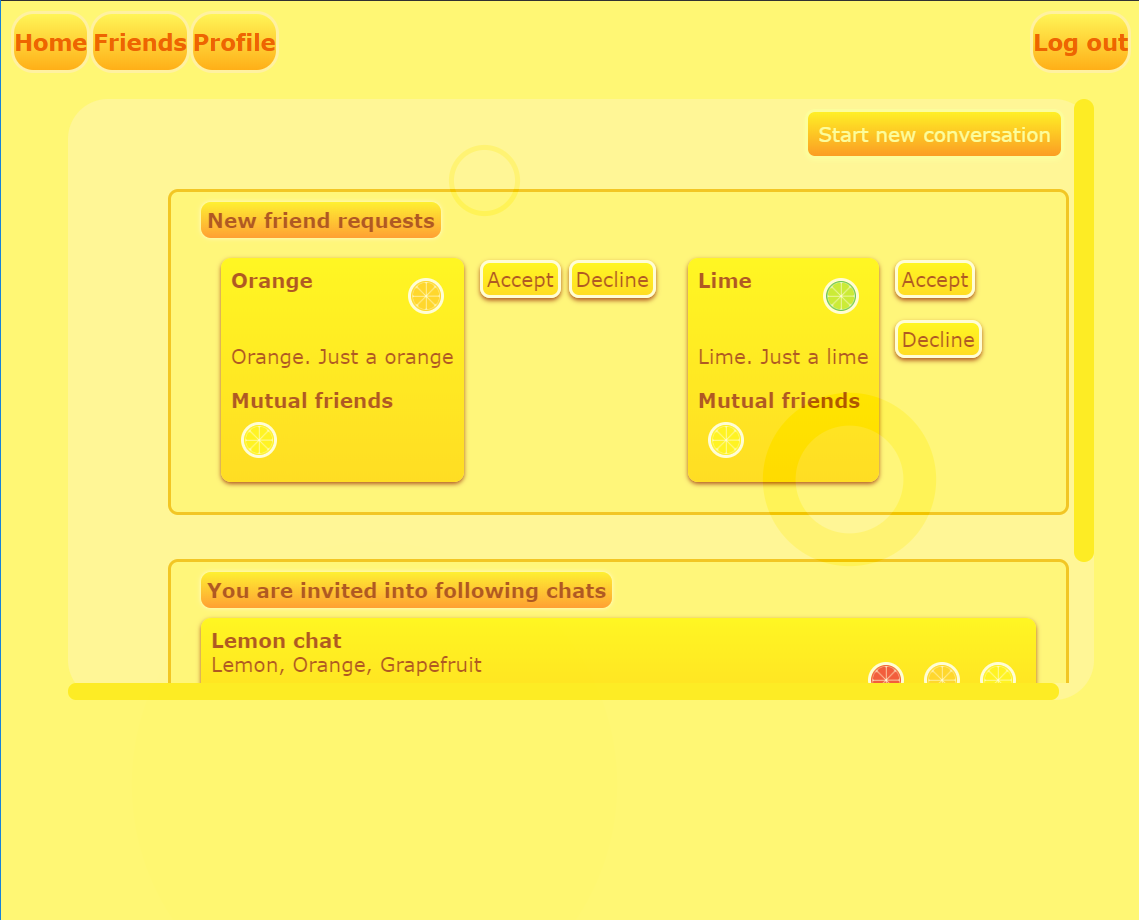 Home Friends Profile Log out
Start new conversation
New friend requests
Orange
Accept Decline
Orange. Just a orange
Mutual friends
Lime
Accept
Decline
Lime. Just a lime
Mutual friends
You are invited into following chats
Lemon chat
Lemon, Orange, Grapefruit